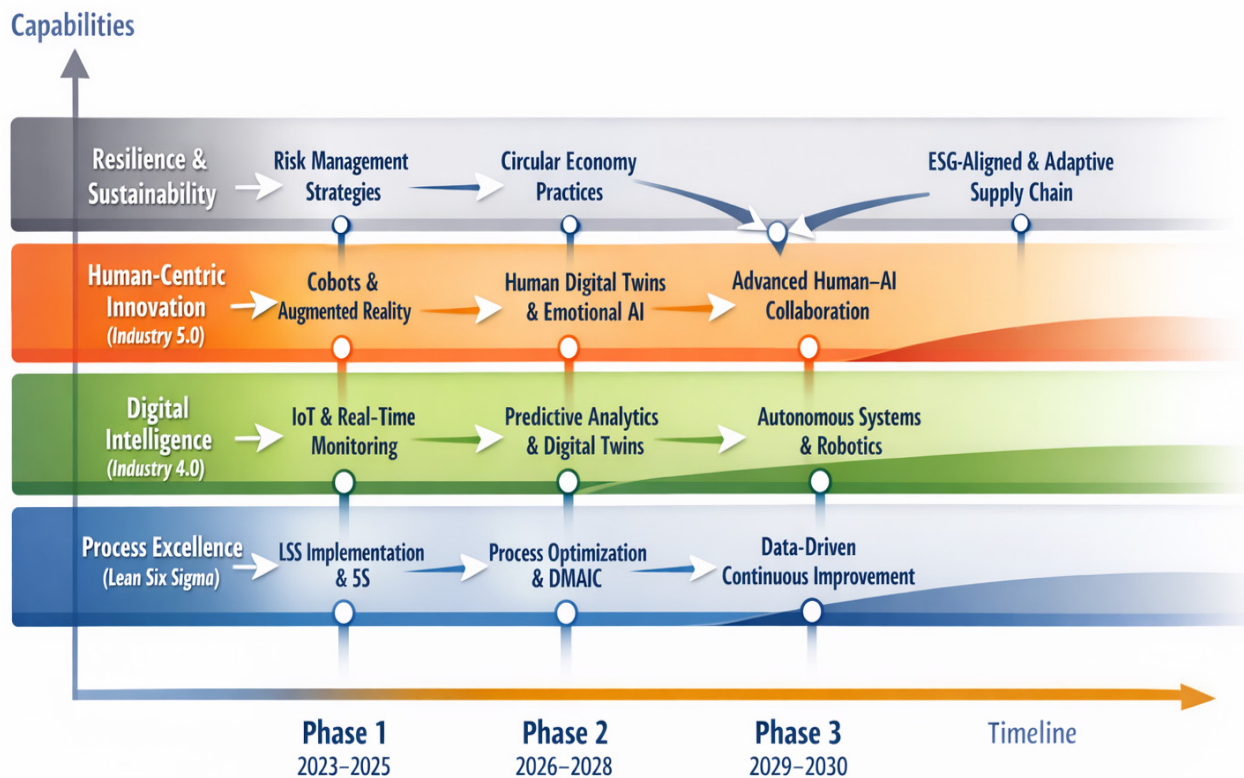 Capabilities
Resilience &
Sustainability
Risk Management
Strategies
Circular Economy
Practices
ESG-Aligned & Adaptive
Supply Chain
Human-Centric
Innovation
(Industry 5.0)
Cobots &
Augmented Reality
Human Digital Twins
& Emotional AI
Advanced Human–AI
Collaboration
Digital
Intelligence
(Industry 4.0)
IoT & Real-Time
Monitoring
Predictive Analytics
& Digital Twins
Autonomous Systems
& Robotics
Process Excellence
(Lean Six Sigma)
LSS Implementation
& 5S
Process Optimization
& DMAIC
Data-Driven
Continuous Improvement
Phase 1
2023–2025
Phase 2
2026–2028
Phase 3
2029–2030
Timeline